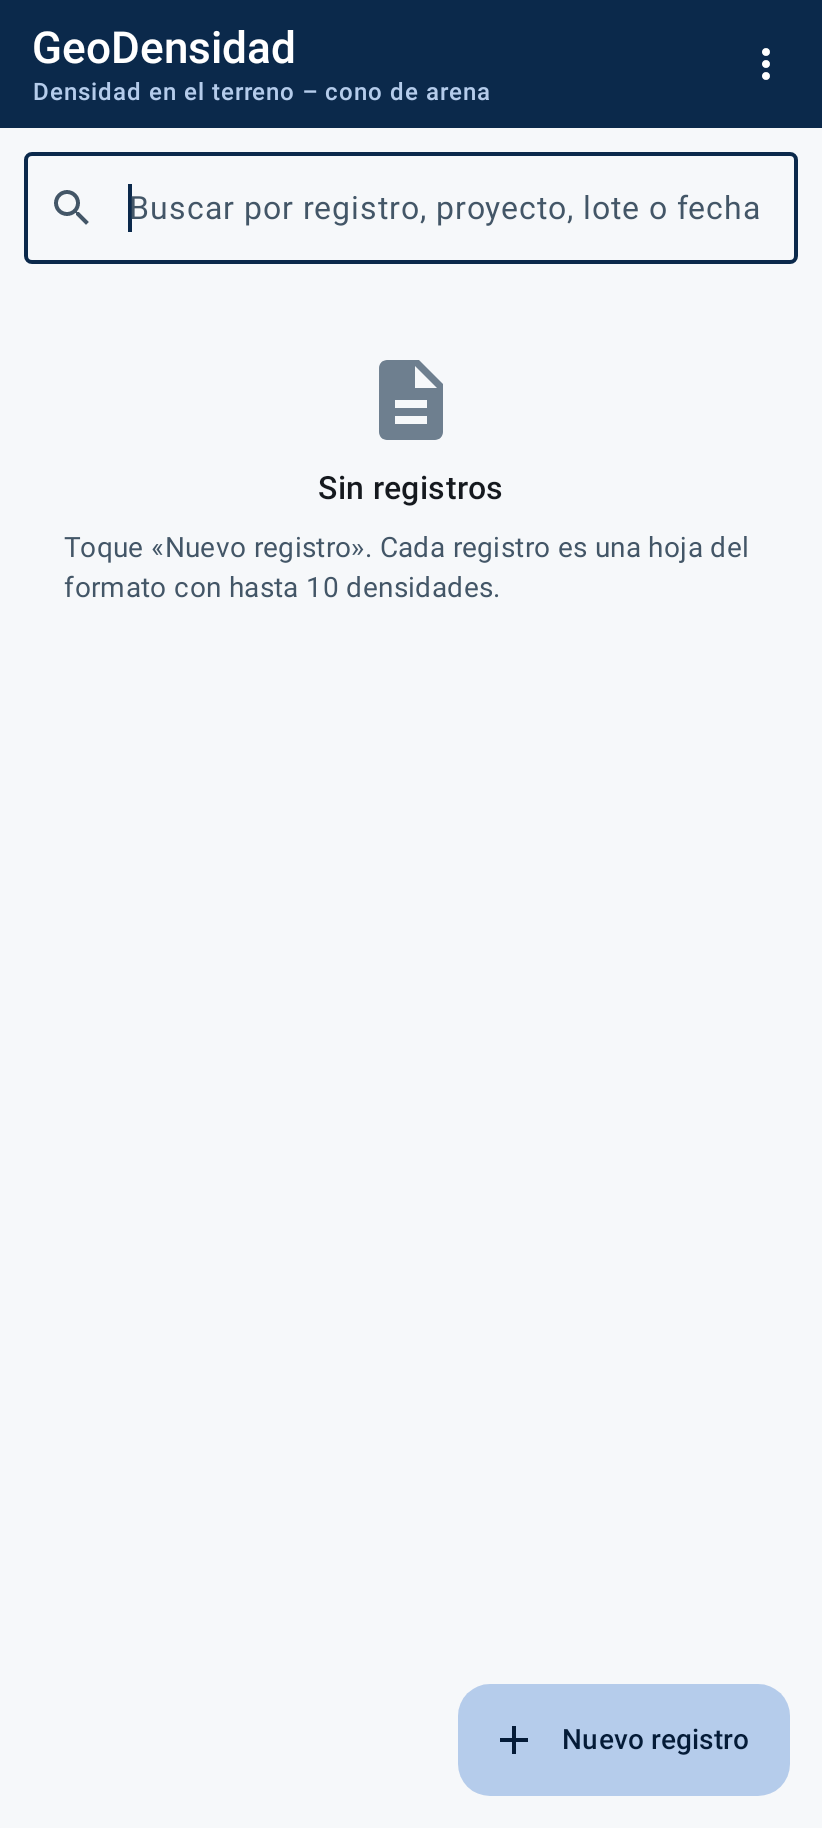 GeoDensidad
Densidad en el terreno – cono de arena
Buscar por registro, proyecto, lote o fecha
Sin registros
Toque «Nuevo registro». Cada registro es una hoja del
formato con hasta 10 densidades.
Nuevo registro